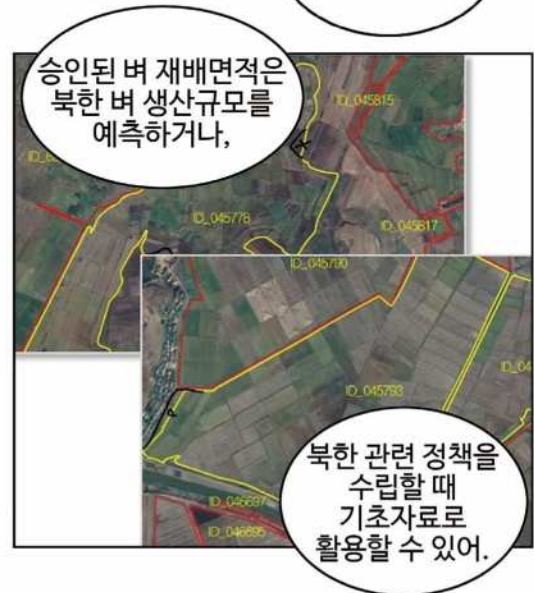 승인된 벼 재배면적은
북한 벼 생산규모를
예측하거나,
ID_045815
ID_045778
ID_045817
ID_045790
ID_045793
북한 관련 정책을
수립할 때
기초자료로
활용할 수 있어.
ID_046697
ID_046695